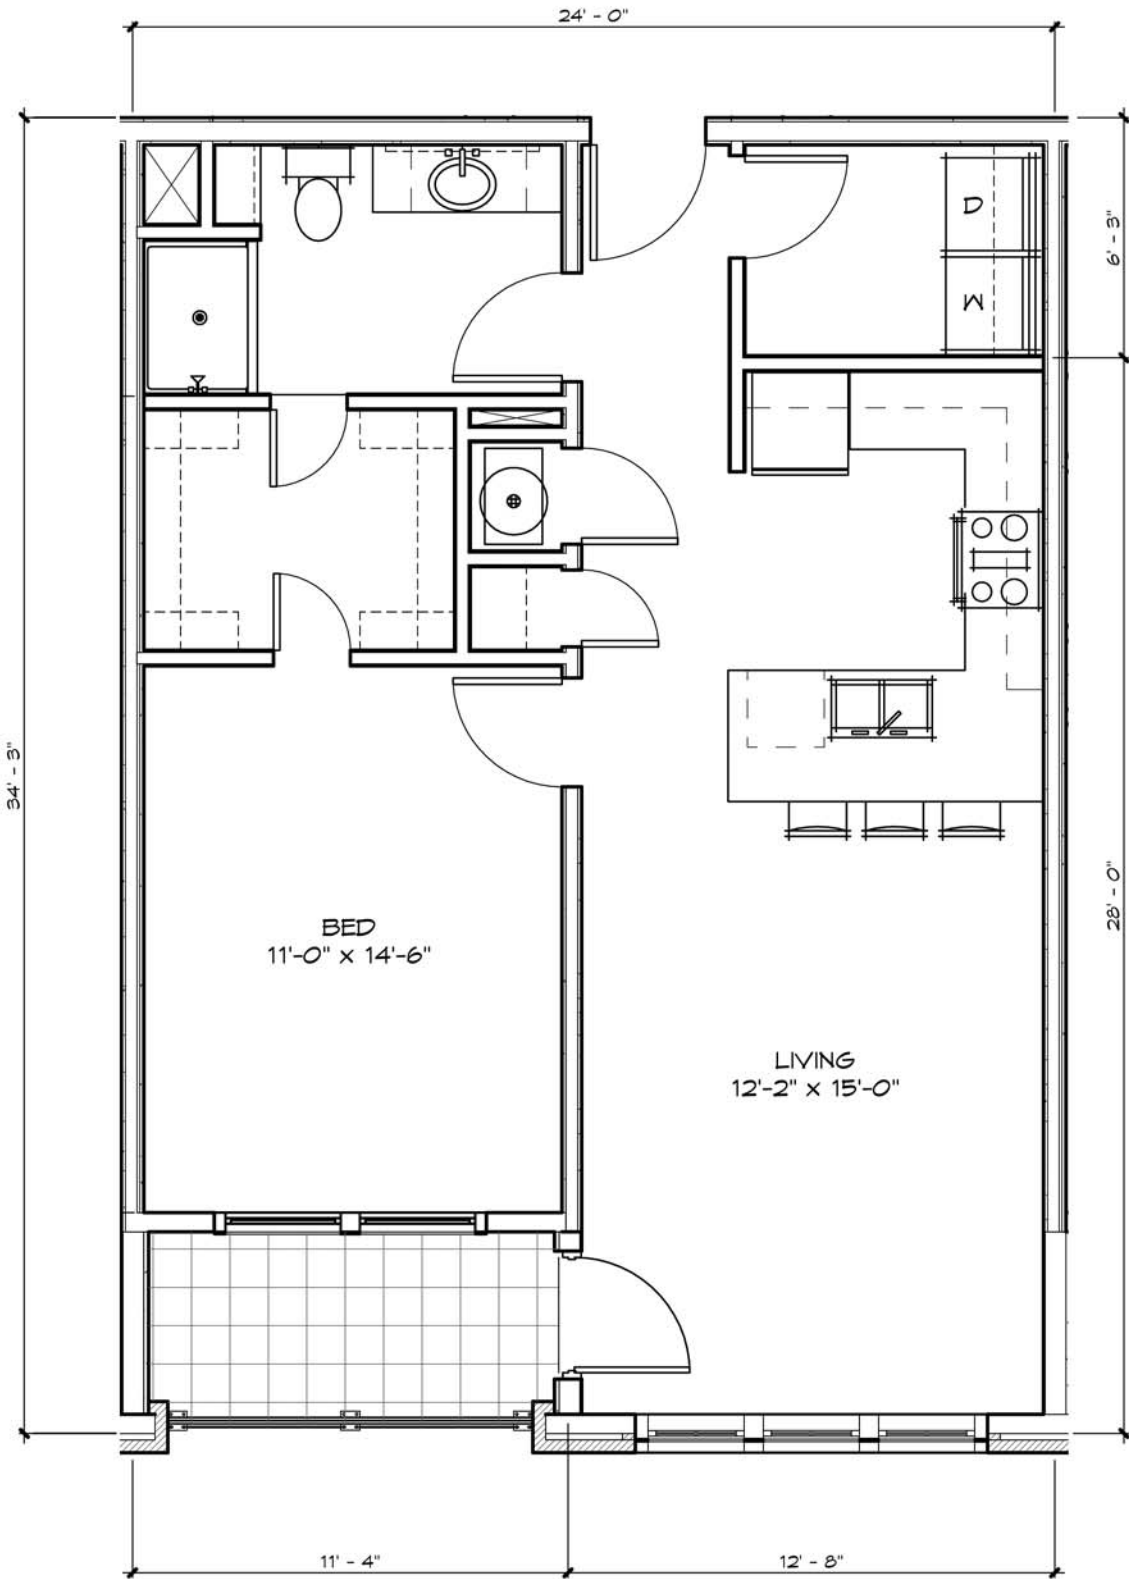 24' - 0"
D
6' - 3"
W
34' - 3"
28' - 0"
BED
11'-0" x 14'-6"
LIVING
12'-2" x 15'-0"
11' - 4"
12' - 8"